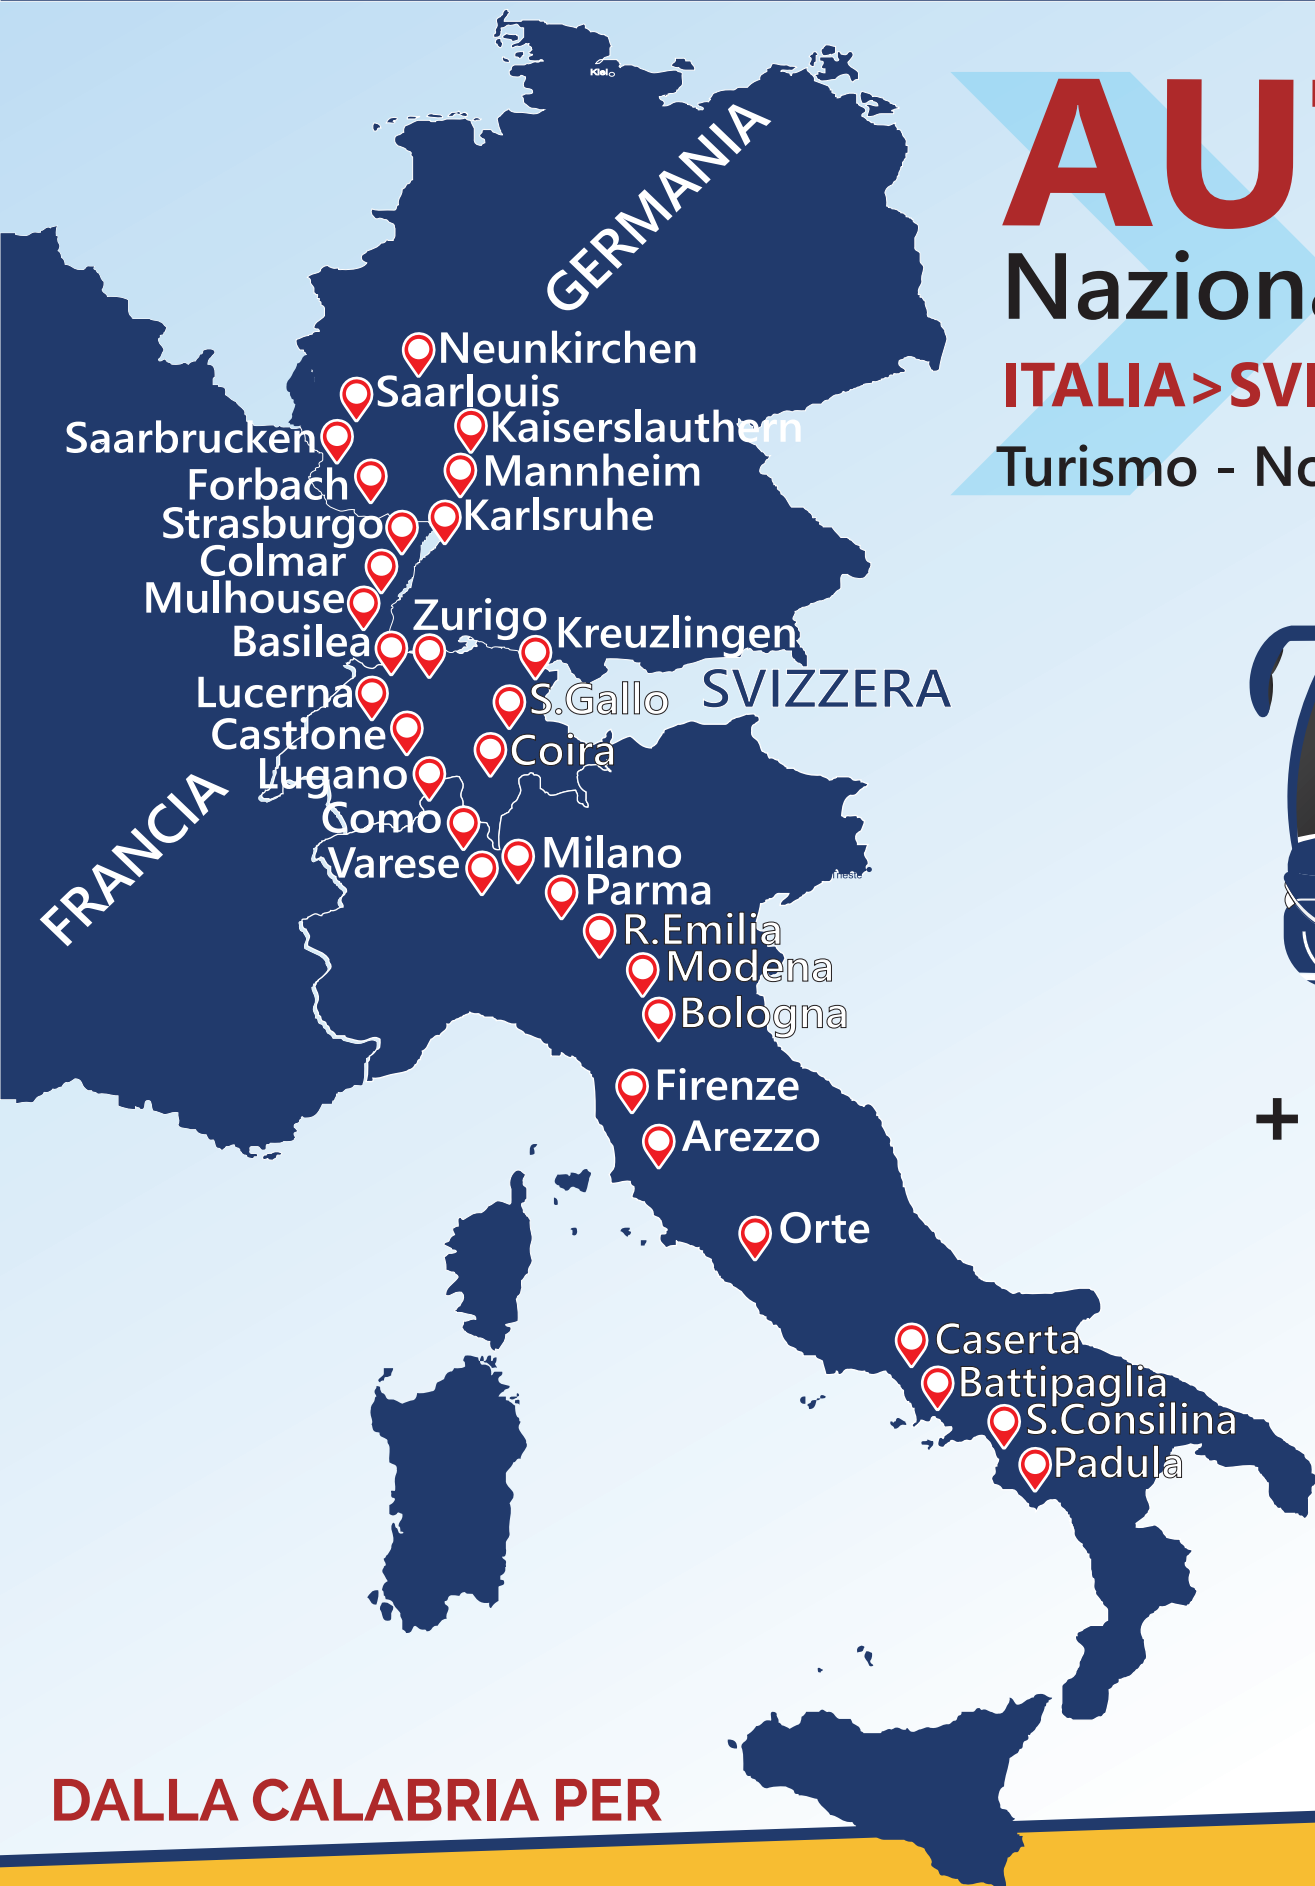 Kiel
GERMANIA
AU
Naziona
ITALIA>SVI
Turismo - No
Neunkirchen
Saarlouis
Kaiserslauthern
Saarbrucken
Mannheim
Forbach
Karlsruhe
Strasburgo
Colmar
Mulhouse
Zurigo
Kreuzlingen
Basilea
SVIZZERA
Lucerna
S.Gallo
Castione
Coira
Lugano
FRANCIA
Como
Milano
Varese
Trieste
Parma
R.Emilia
Modena
Bologna
Firenze
+
Arezzo
Orte
Caserta
Battipaglia
S.Consilina
Padula
DALLA CALABRIA PER